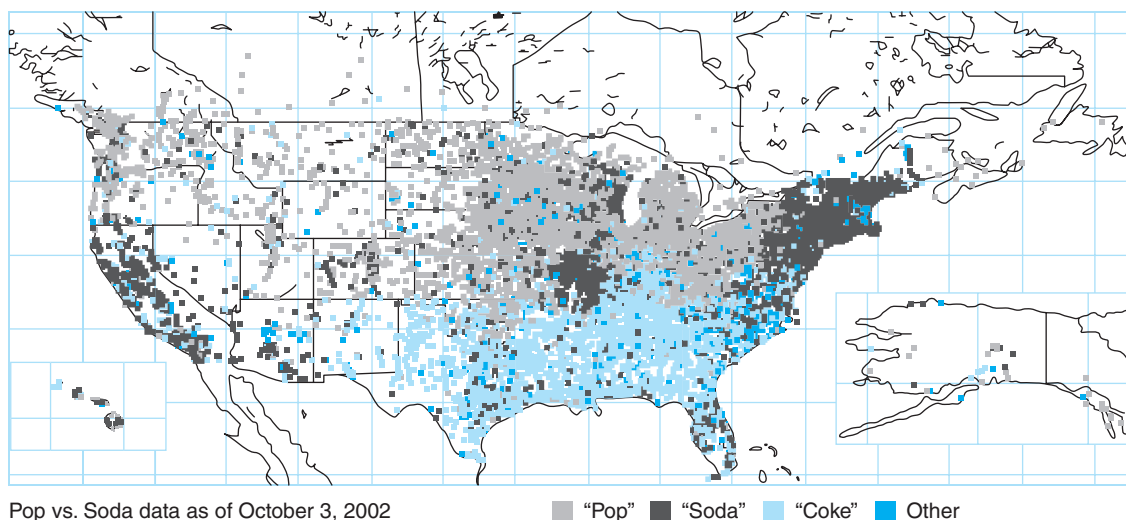 Pop vs. Soda data as of October 3, 2002
“Pop” “Soda” “Coke” Other